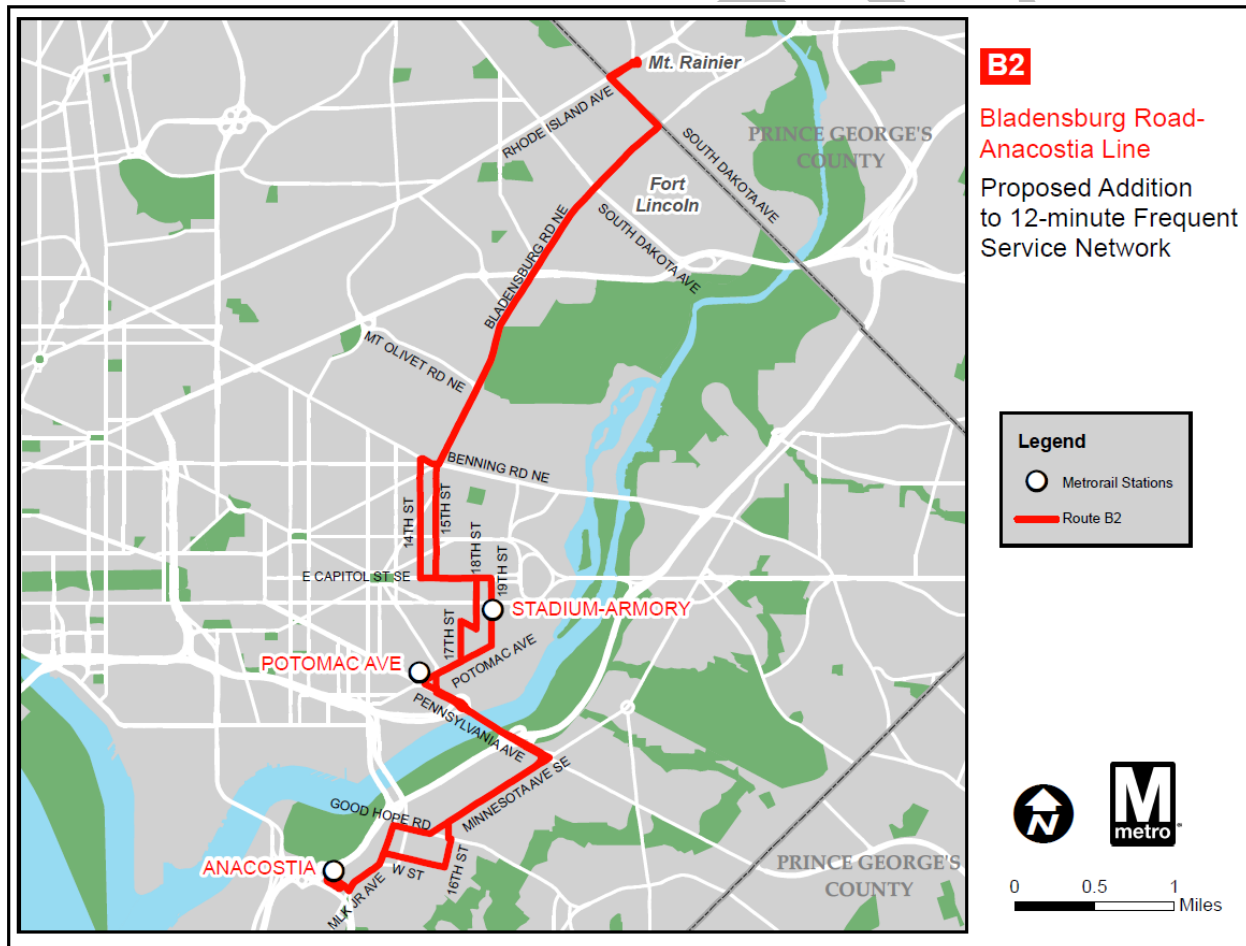 Mt. Rainier
RHODE ISLAND AVE
SOUTH DAKOTA AVE
PRINCE GEORGE'S
COUNTY
Fort
Lincoln
SOUTH DAKOTA AVE
BLADENSBURG RD NE
MT OLIVET RD NE
BENNING RD NE
14TH ST
15TH ST
18TH ST
19TH ST
E CAPITOL ST SE
STADIUM-ARMORY
17TH ST
POTOMAC AVE
POTOMAC AVE
PENNSYLVANIA AVE
MINNESOTA AVE SE
GOOD HOPE RD
ANACOSTIA
W ST
16TH ST
MLK JR AVE
PRINCE GEORGE'S
COUNTY
B2
Bladensburg Road-
Anacostia Line
Proposed Addition
to 12-minute Frequent
Service Network
Legend
Metrorail Stations
Route B2
N
M
metro
0 0.5 1
Miles